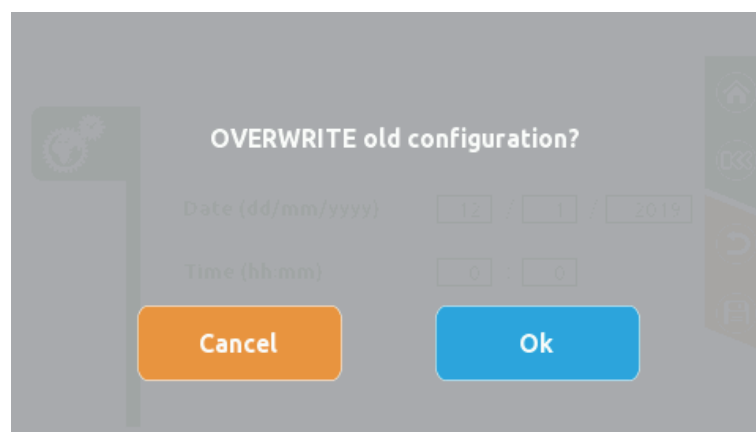 OVERWRITE old configuration?
Date (dd/mm/yyyy) 12 / 1 / 2019
Time (hh:mm) 0 : 0
Cancel Ok